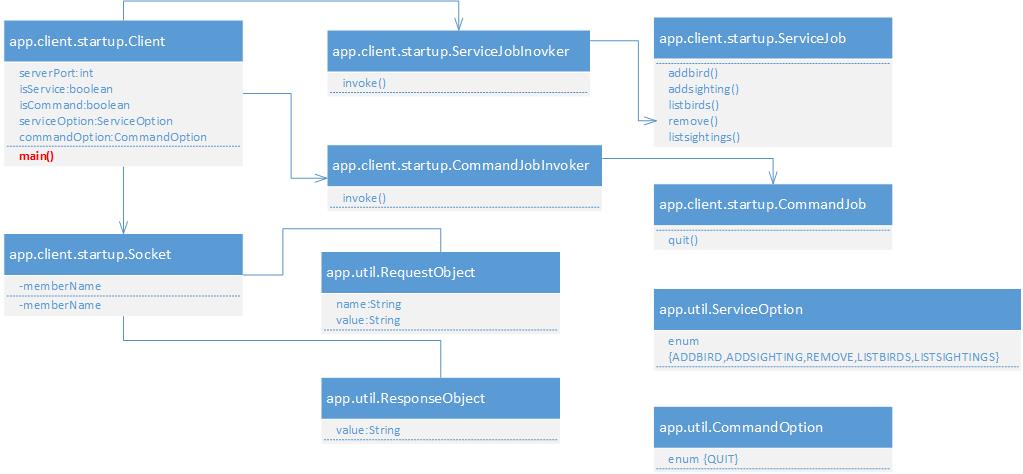 app.client.startup.Client
serverPort:int
isService:boolean
isCommand:boolean
serviceOption:ServiceOption
commandOption:CommandOption
main()
app.client.startup.ServiceJobInovker
invoke()
app.client.startup.ServiceJob
addbird()
addsighting()
listbirds()
remove()
listsightings()
app.client.startup.CommandJobInvoker
invoke()
app.client.startup.CommandJob
quit()
app.client.startup.Socket
-memberName
-memberName
app.util.RequestObject
name:String
value:String
app.util.ServiceOption
enum
{ADDBIRD,ADDSIGHTING,REMOVE,LISTBIRDS,LISTSIGHTINGS}
app.util.ResponseObject
value:String
app.util.CommandOption
enum {QUIT}